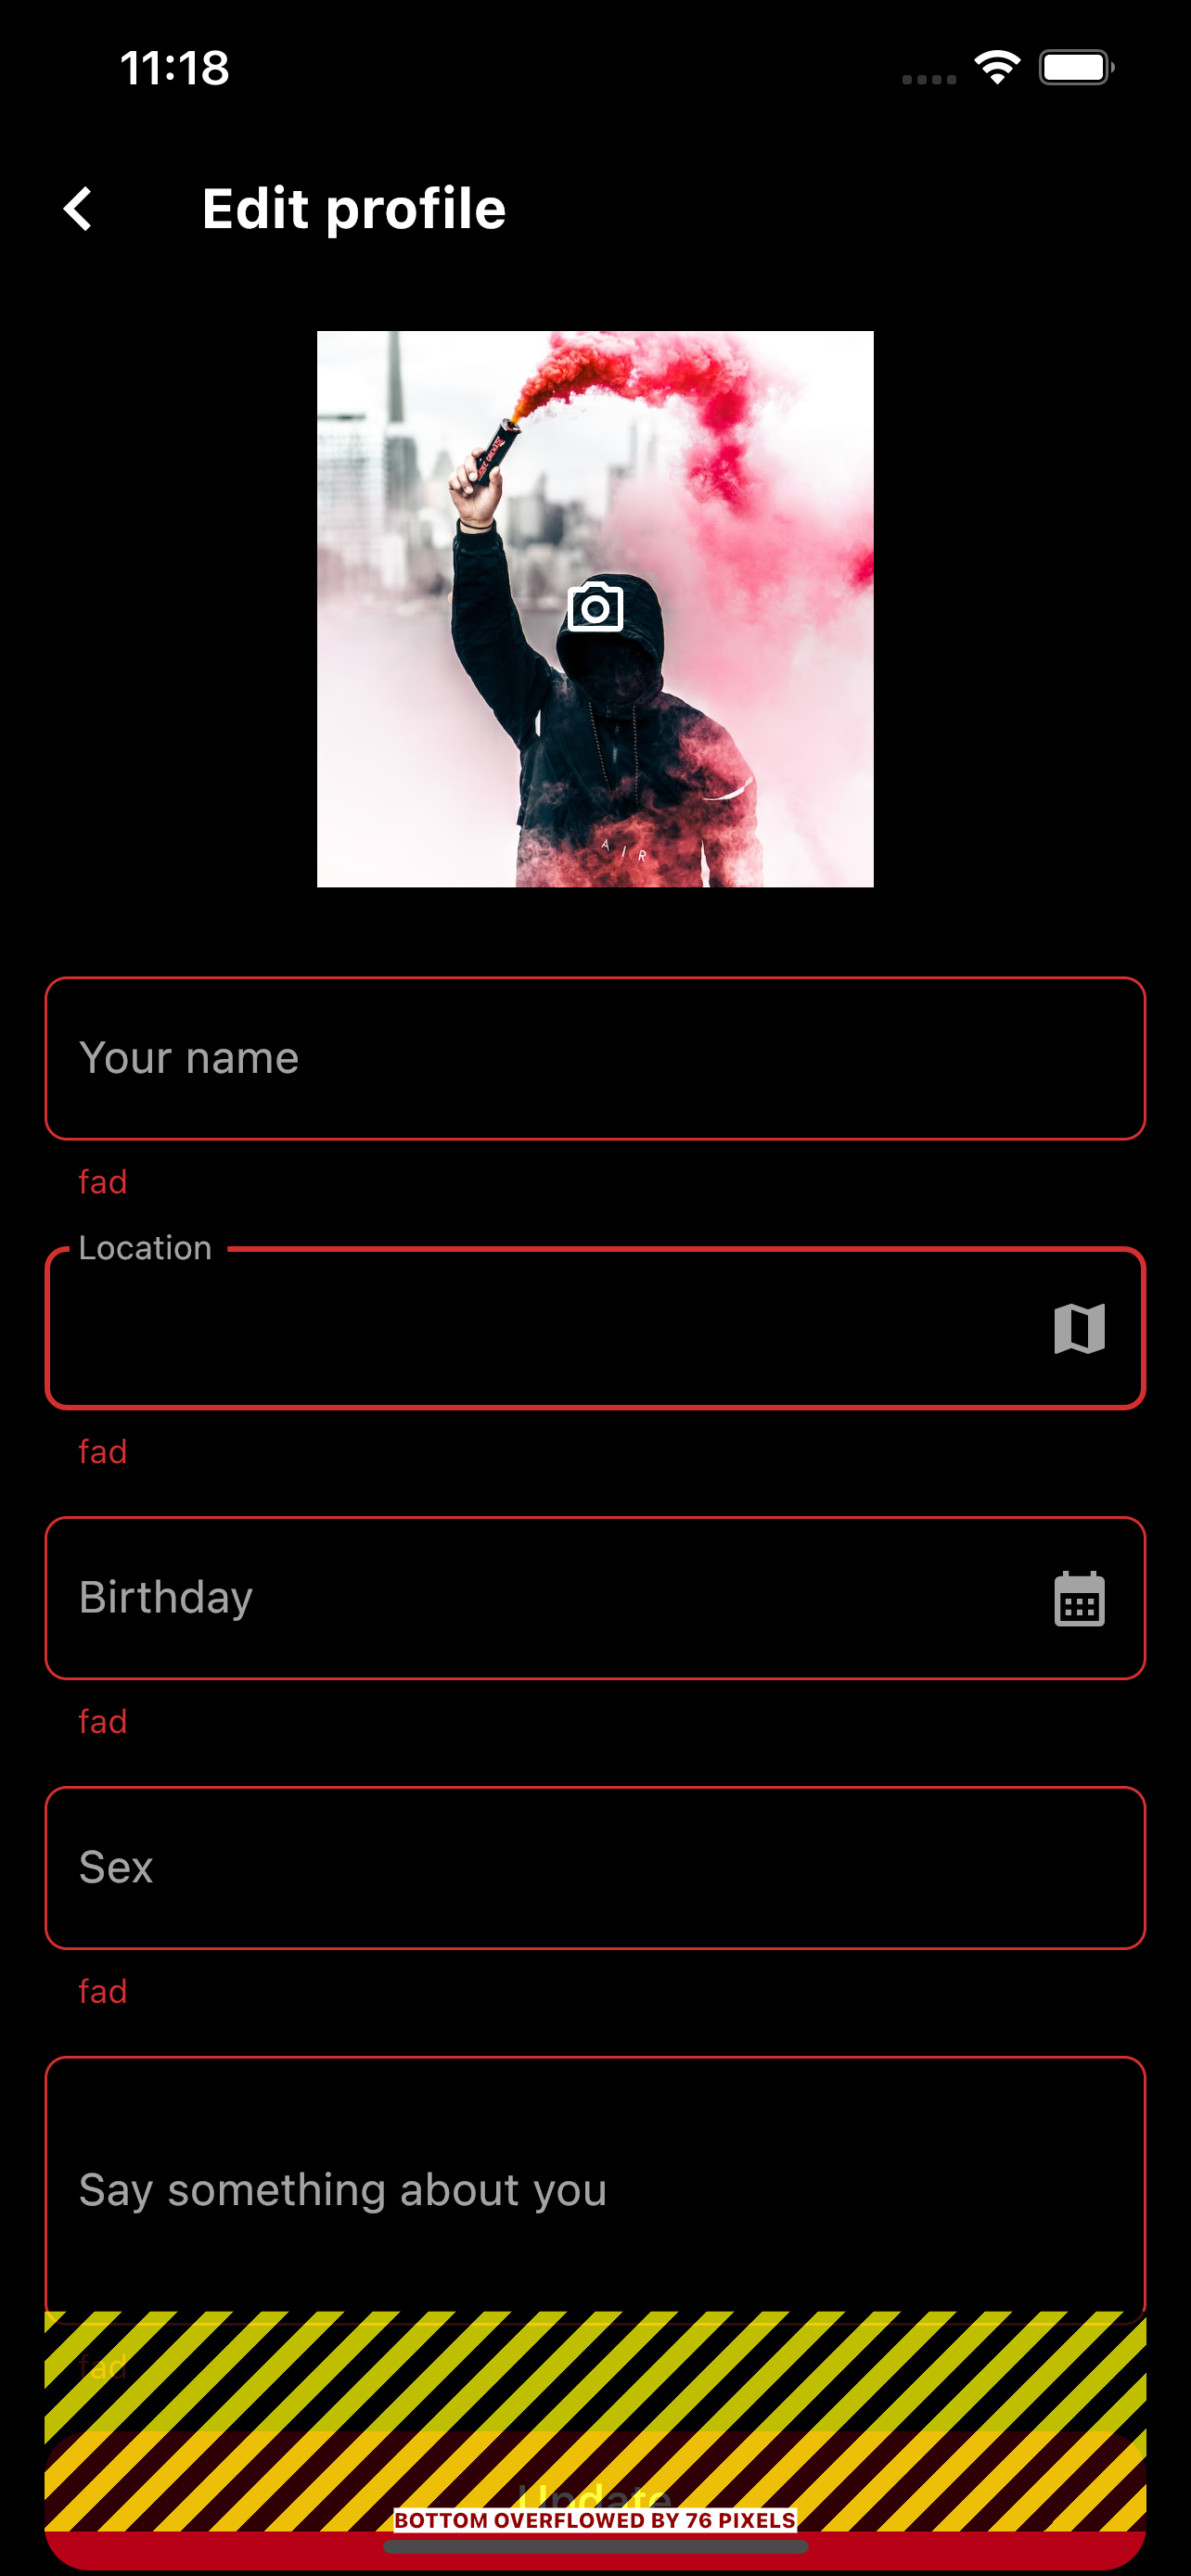 11:18
Edit profile
AIR
Your name
fad
Location
fad
Birthday
fad
Sex
fad
Say something about you
fad
Update
BOTTOM OVERFLOWED BY 76 PIXELS